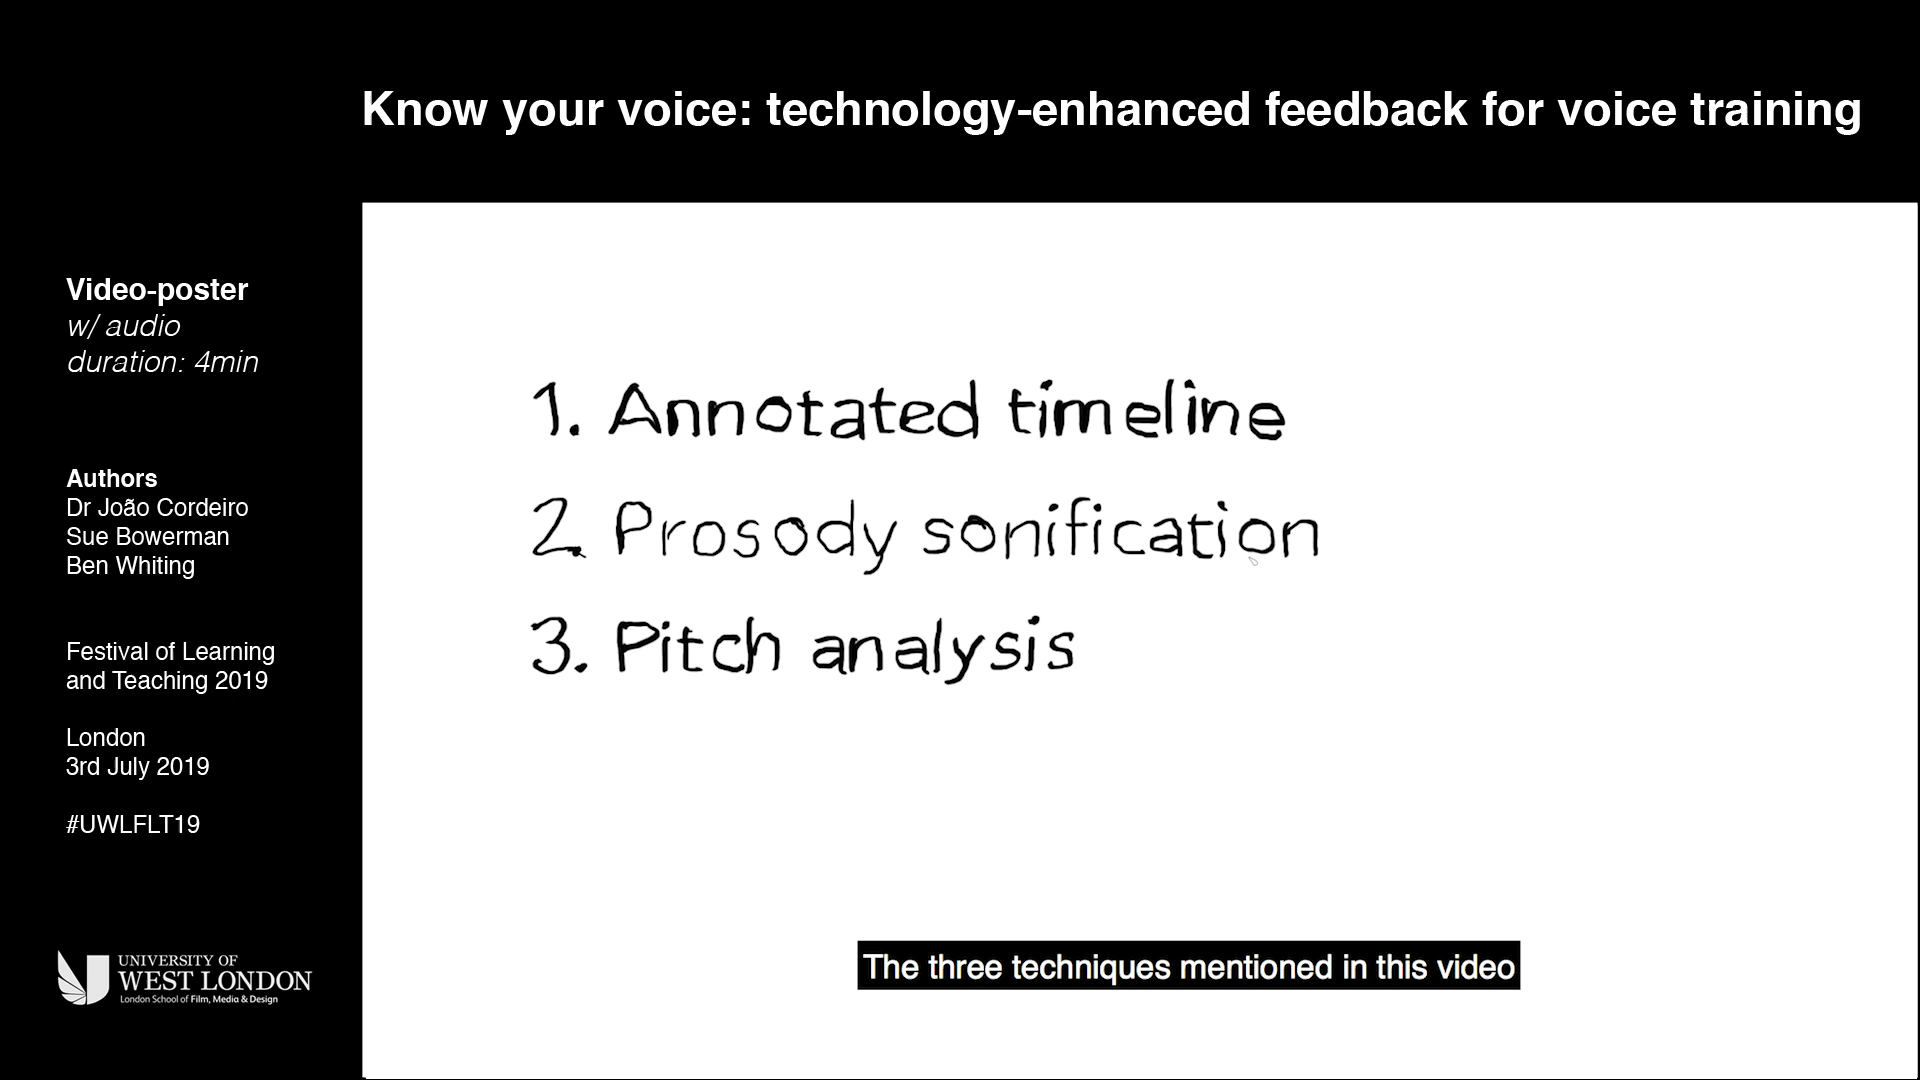 Know your voice: technology-enhanced feedback for voice training
Video-poster
w/ audio
duration: 4min
Authors
Dr João Cordeiro
Sue Bowerman
Ben Whiting
Festival of Learning
and Teaching 2019
London
3rd July 2019
#UWLFLT19
UNIVERSITY OF
WEST LONDON
London School of Film, Media & Design
1. Annotated timeline
2. Prosody sonification
3. Pitch analysis
The three techniques mentioned in this video